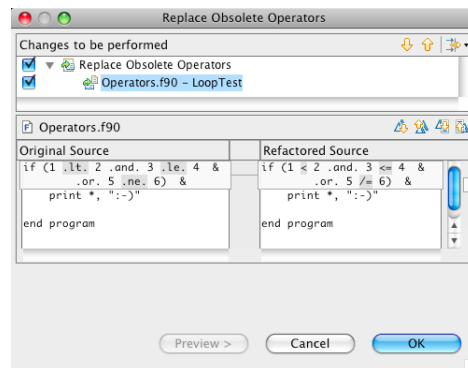 Replace Obsolete Operators
Changes to be performed
Replace Obsolete Operators
Operators.f90 – LoopTest
F Operators.f90
Original Source
if (1 .lt. 2 .and. 3 .le. 4 &
.or. 5 .ne. 6) &
print *, ":-)"
end program
Refactored Source
if (1 < 2 .and. 3 <= 4 &
.or. 5 /= 6) &
print *, ":-)"
end program
Preview >
Cancel
OK